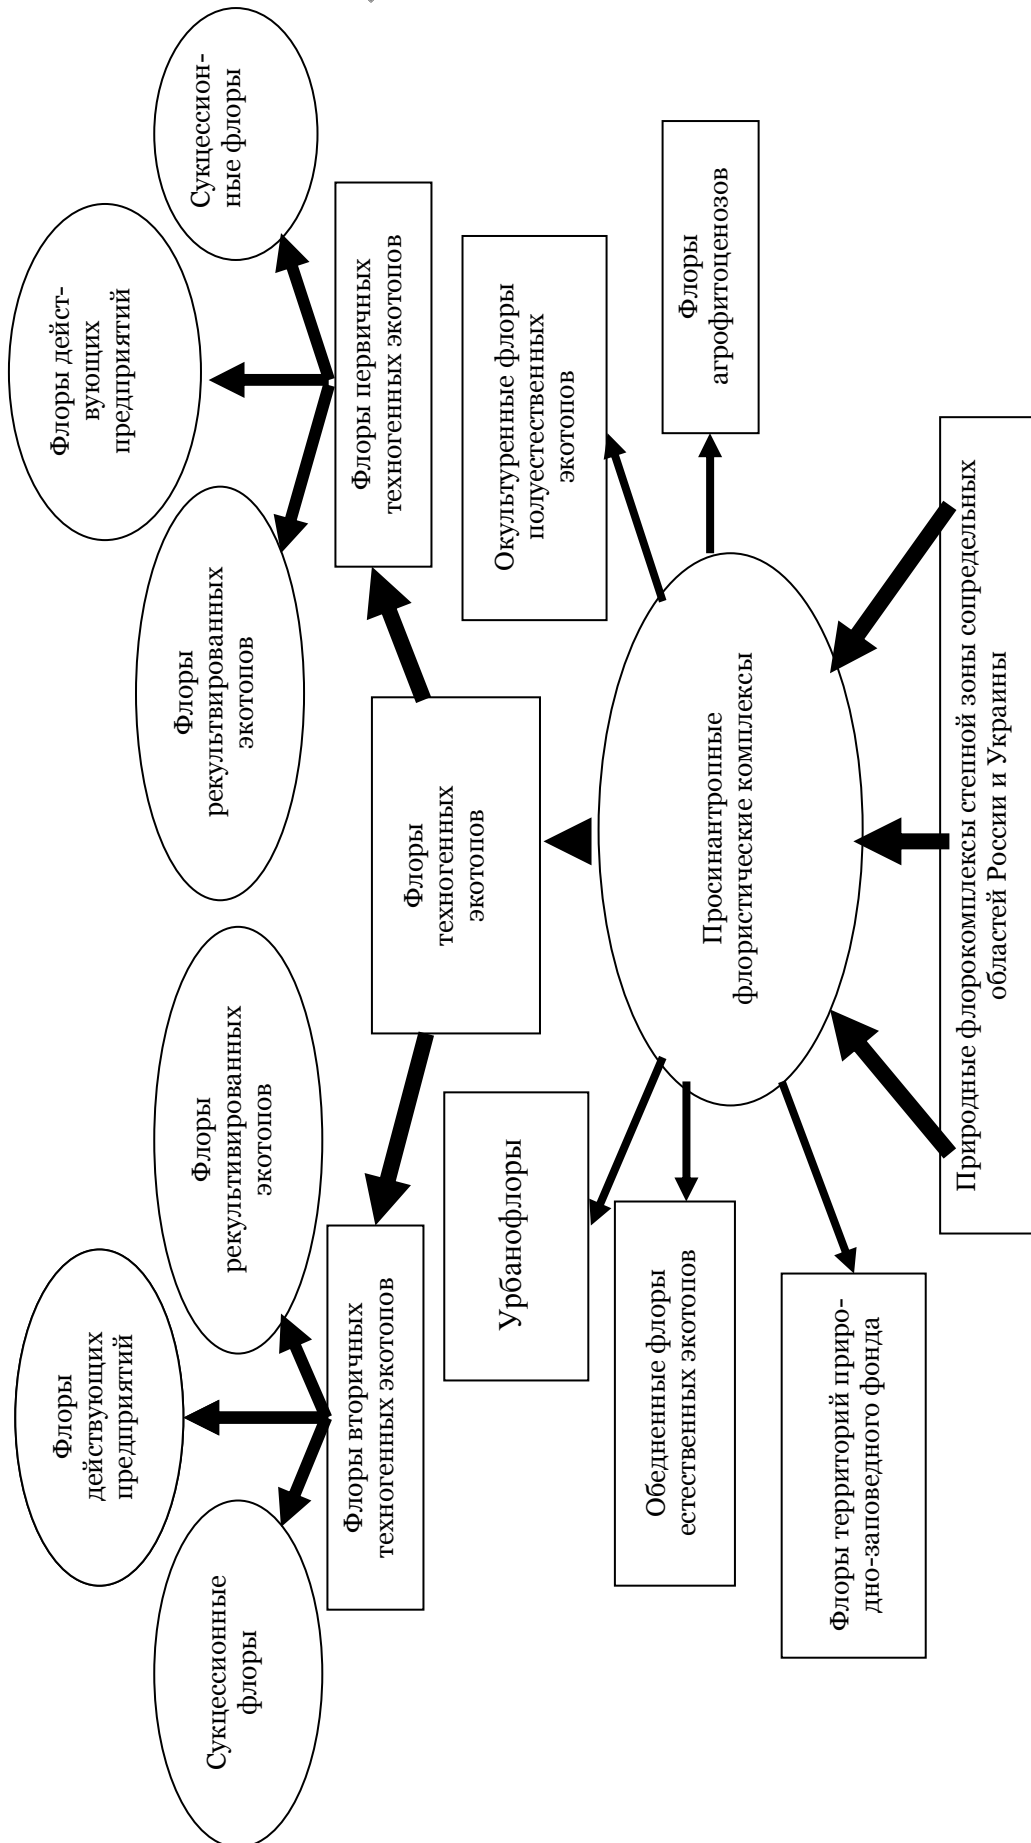 Сукцессионные
флоры
Флоры
действующих
предприятий
Флоры
рекультивированных
экотопов
Флоры
рекультвированных
экотопов
Флоры дейст-
вующих
предприятий
Сукцессион-
ные флоры
Флоры вторичных
техногенных экотопов
Флоры
техногенных
экотопов
Флоры первичных
техногенных экотопов
Урбанофлоры
Окультуренные флоры
полуестественных
экотопов
Обедненные флоры
естественных экотопов
Просинантропные
флористические комплексы
Флоры
агрофитоценозов
Флоры территорий приро-
дно-заповедного фонда
Природные флорокомплексы степной зоны сопредельных
областей России и Украины